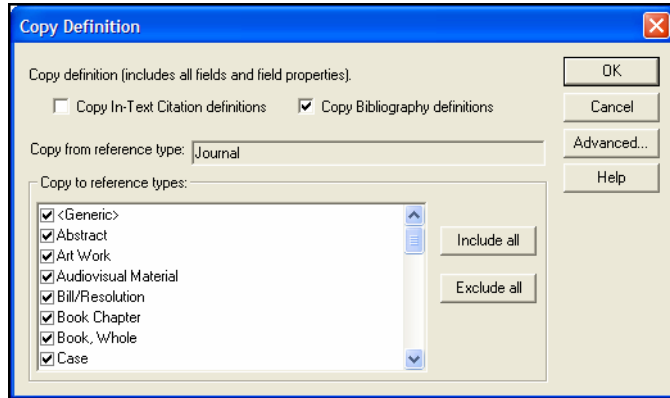 Copy Definition
Copy definition (includes all fields and field properties).
OK
Copy In-Text Citation definitions
Copy Bibliography definitions
Cancel
Copy from reference type: Journal
Advanced...
Help
Copy to reference types:
<Generic>
Abstract
Art Work
Audiovisual Material
Bill/Resolution
Book Chapter
Book, Whole
Case
Include all
Exclude all